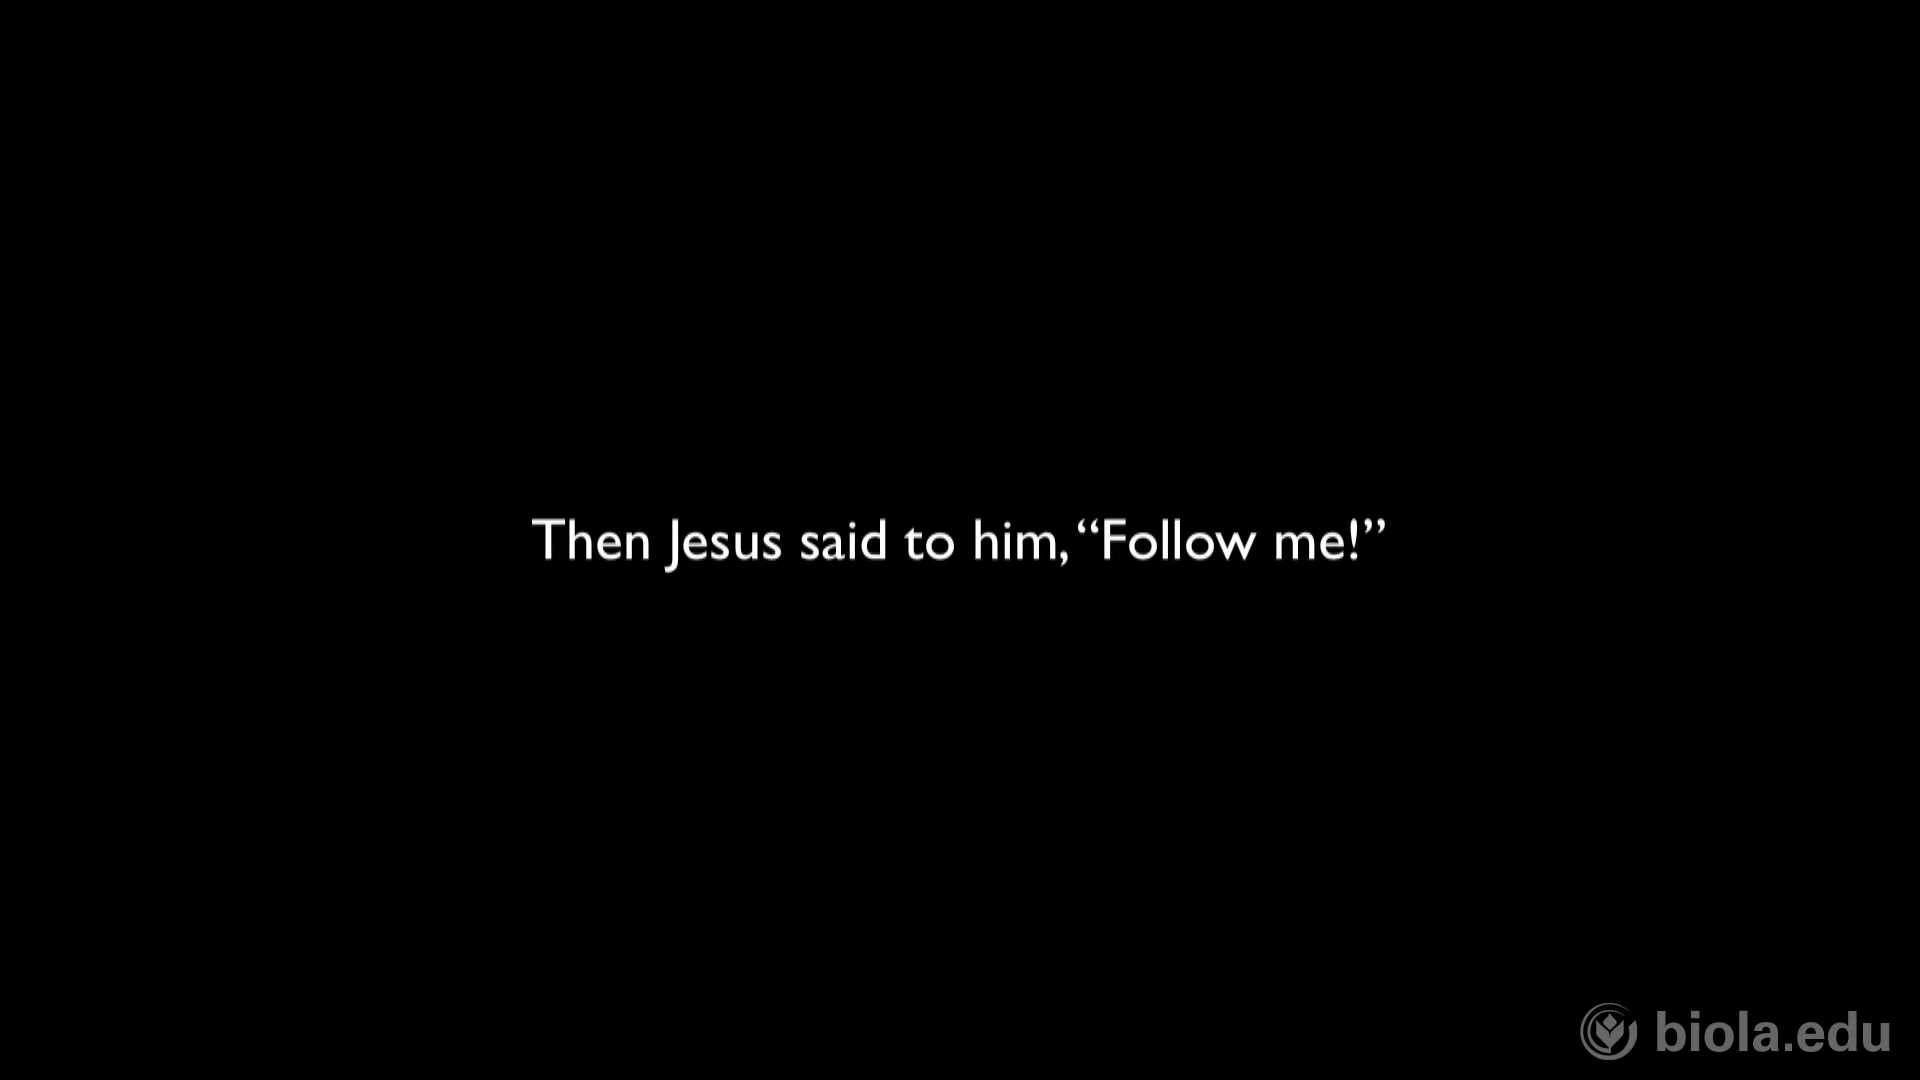 Then Jesus said to him, “Follow me!”
biola.edu